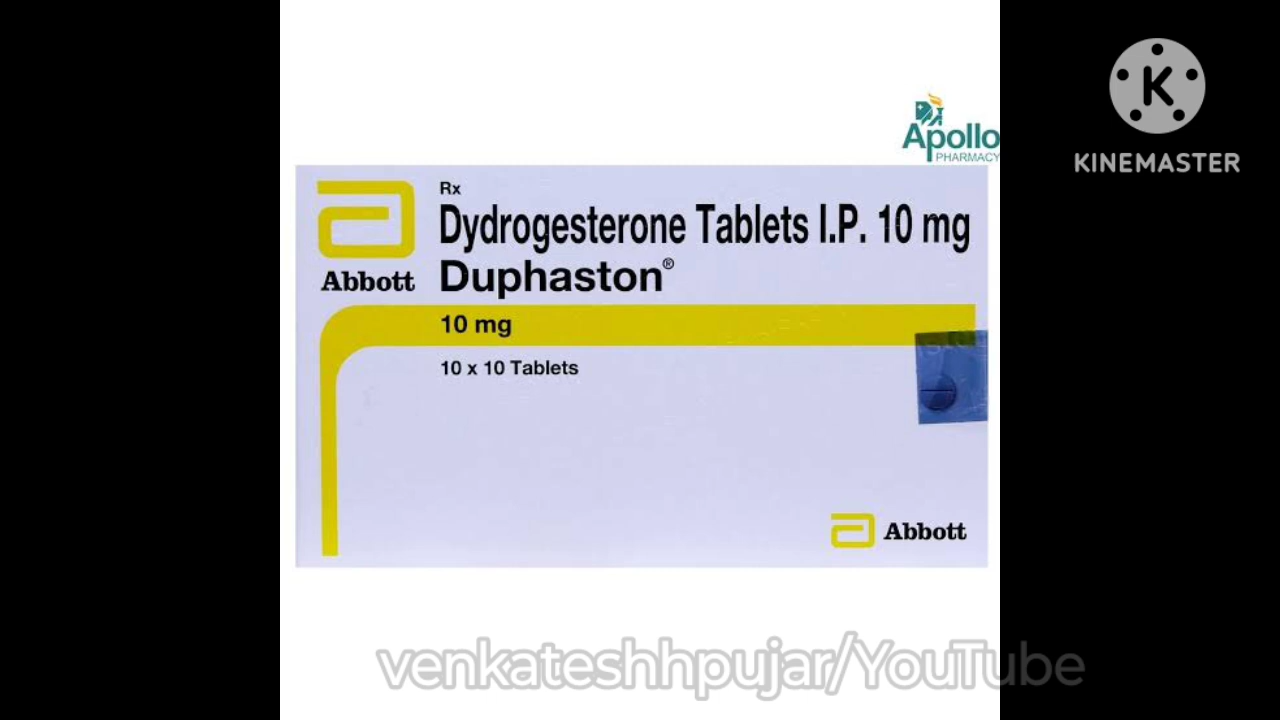 K
KINEMASTER
Apollo
PHARMACY
Rx
Dydrogesterone Tablets I.P. 10 mg
Abbott
Duphaston®
10 mg
10 x 10 Tablets
Abbott
venkateshhpujar/YouTube